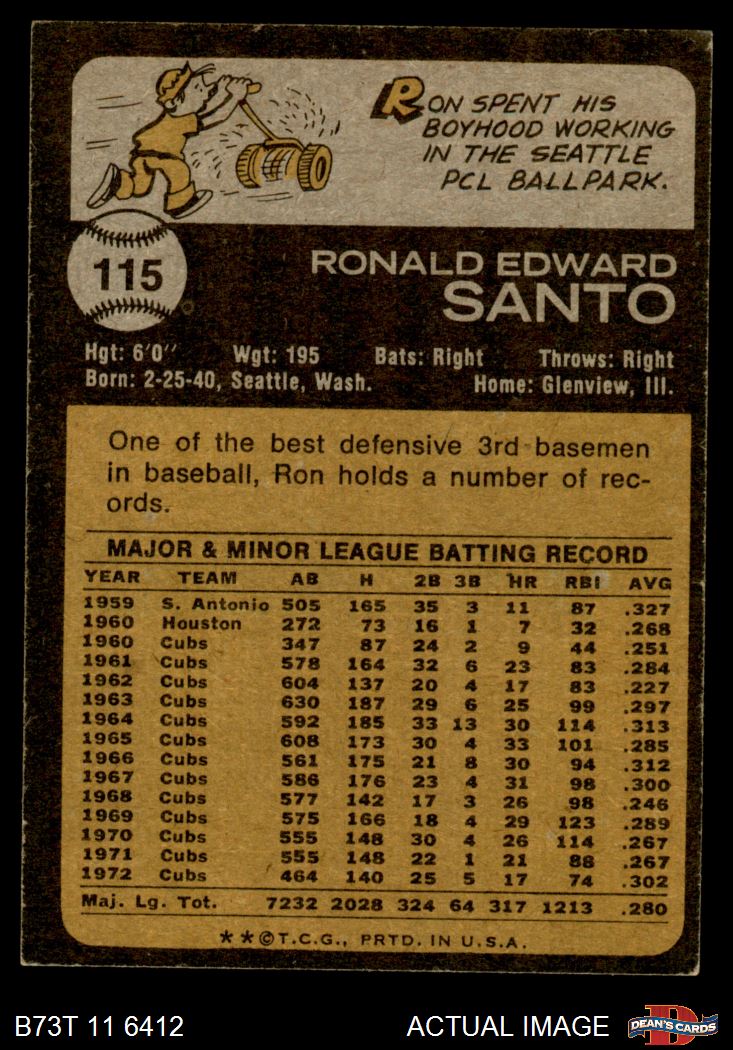 RON SPENT HIS
BOYHOOD WORKING
IN THE SEATTLE
PCL BALLPARK.
115
RONALD EDWARD
SANTO
Hgt: 6'0" Wgt: 195 Bats: Right Throws: Right
Born: 2-25-40, Seattle, Wash. Home: Glenview, Ill.
One of the best defensive 3rd basemen
in baseball, Ron holds a number of rec-
ords.
MAJOR & MINOR LEAGUE BATTING RECORD
YEAR TEAM AB H 2B 3B HR RBI AVG
1959 S. Antonio 505 165 35 3 11 87 .327
1960 Houston 272 73 16 1 7 32 .268
1960 Cubs 347 87 24 2 9 44 .251
1961 Cubs 578 164 32 6 23 83 .284
1962 Cubs 604 137 20 4 17 83 .227
1963 Cubs 630 187 29 6 25 99 .297
1964 Cubs 592 185 33 13 30 114 .313
1965 Cubs 608 173 30 4 33 101 .285
1966 Cubs 561 175 21 8 30 94 .312
1967 Cubs 586 176 23 4 31 98 .300
1968 Cubs 577 142 17 3 26 98 .246
1969 Cubs 575 166 18 4 29 123 .289
1970 Cubs 555 148 30 4 26 114 .267
1971 Cubs 555 148 22 1 21 88 .267
1972 Cubs 464 140 25 5 17 74 .302
Maj. Lg. Tot. 7232 2028 324 64 317 1213 .280
**©T.C.G., PRTD. IN U.S.A.
B73T 11 6412 ACTUAL IMAGE D DEAN'S CARDS